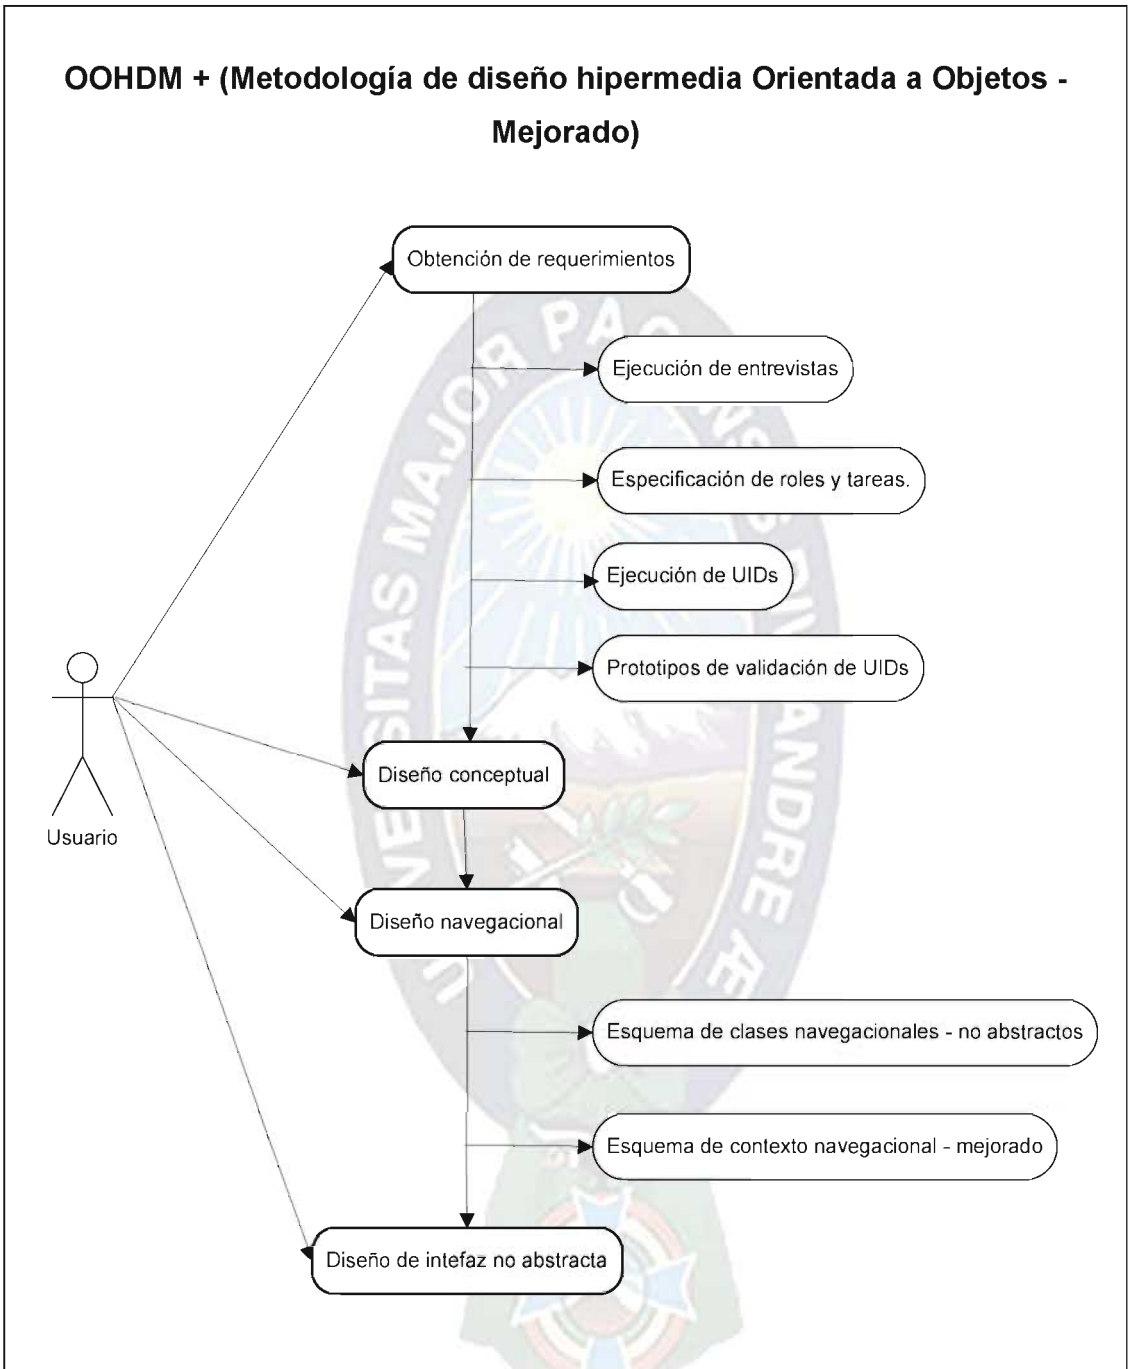 OOHDM + (Metodología de diseño hipermedia Orientada a Objetos -
Mejorado)
Obtención de requerimientos
Ejecución de entrevistas
Especificación de roles y tareas.
Ejecución de UIDs
Prototipos de validación de UIDs
Diseño conceptual
Usuario
Diseño navegacional
Esquema de clases navegacionales - no abstractos
Esquema de contexto navegacional - mejorado
Diseño de intefaz no abstracta